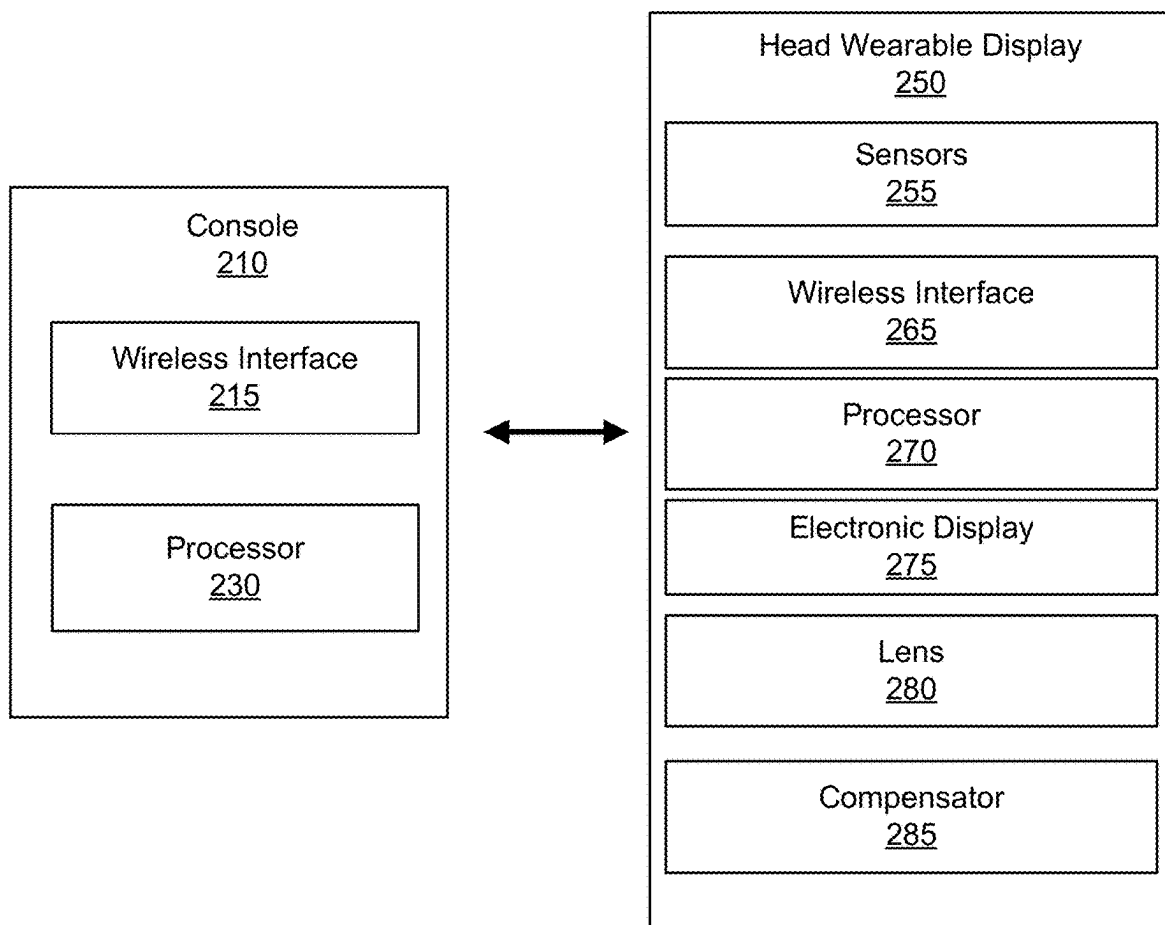 Console
210
Wireless Interface
215
Processor
230
Head Wearable Display
250
Sensors
255
Wireless Interface
265
Processor
270
Electronic Display
275
Lens
280
Compensator
285